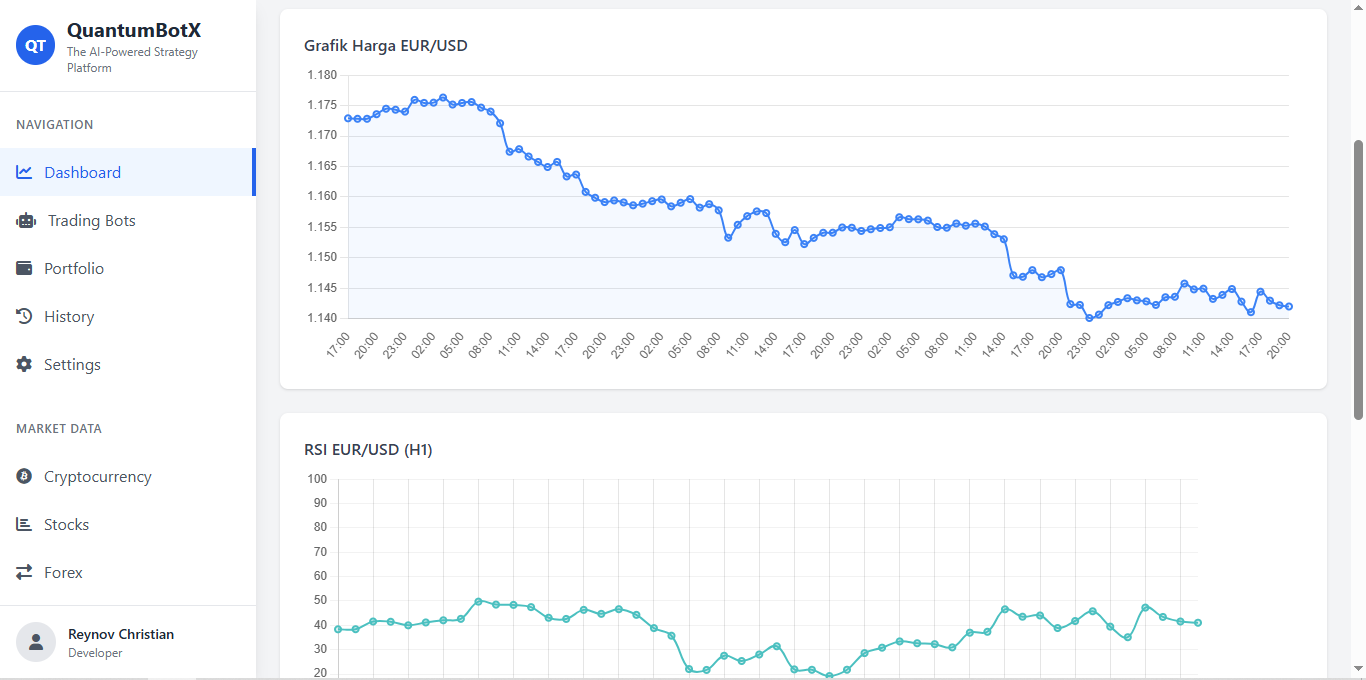 QT
QuantumBotX
The AI-Powered Strategy
Platform
NAVIGATION
Dashboard
Trading Bots
Portfolio
History
Settings
MARKET DATA
Cryptocurrency
Stocks
Forex
Reynov Christian
Developer
Grafik Harga EUR/USD
1.180
1.175
1.170
1.165
1.160
1.155
1.150
1.145
1.140
17:00 20:00 23:00 02:00 05:00 08:00 11:00 14:00 17:00 20:00 23:00 02:00 05:00 08:00 11:00 14:00 17:00 20:00 23:00 02:00 05:00 08:00 11:00 14:00 17:00 20:00 23:00 02:00 05:00 08:00 11:00 14:00 17:00 20:00
RSI EUR/USD (H1)
100
90
80
70
60
50
40
30
20